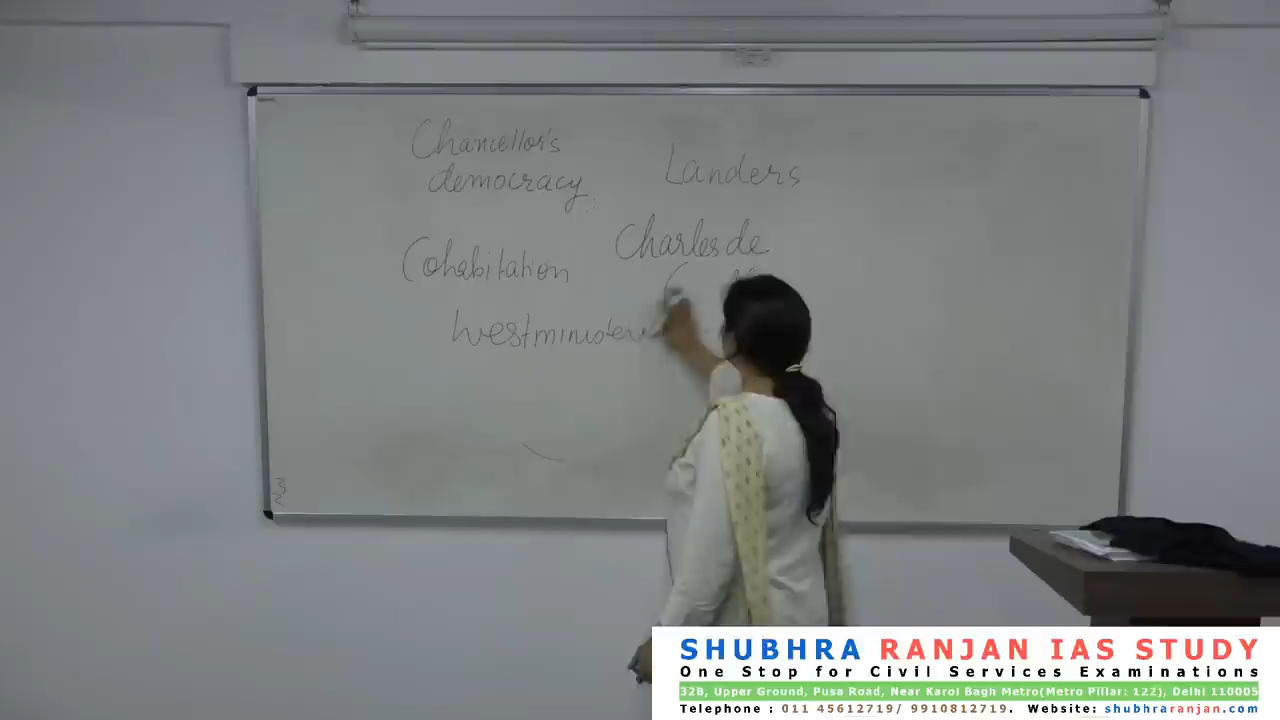 Chancellor's
democracy
Landers
Charles de
Cohabitation
Westminister
SHUBHRA RANJAN IAS STUDY
One Stop for Civil Services Examinations
32B, Upper Ground, Pusa Road, Near Karol Bagh Metro(Metro Pillar: 122), Delhi 110005
Telephone : 011 45612719/ 9910812719. Website: shubhraranjan.com